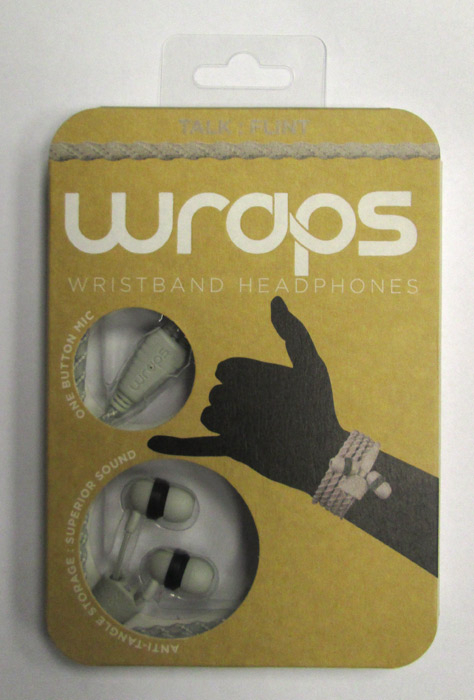 TALK : FLINT
wraps
WRISTBAND HEADPHONES
ONE BUTTON MIC
wraps
ANTI-TANGLE STORAGE : SUPERIOR SOUND